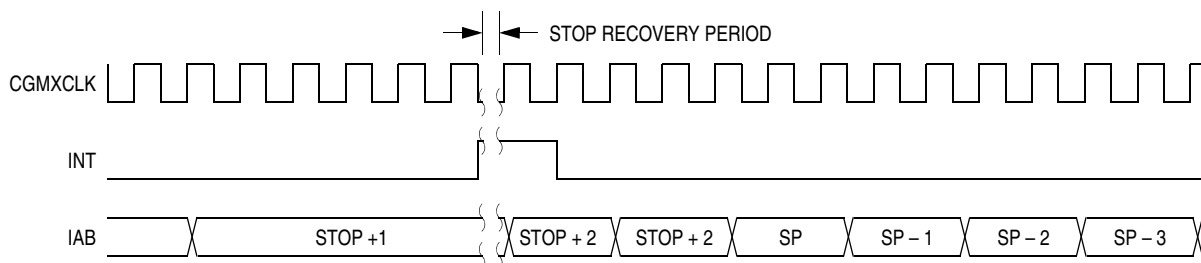 STOP RECOVERY PERIOD
CGMXCLK
INT
IAB
STOP +1
STOP + 2
STOP + 2
SP
SP – 1
SP – 2
SP – 3